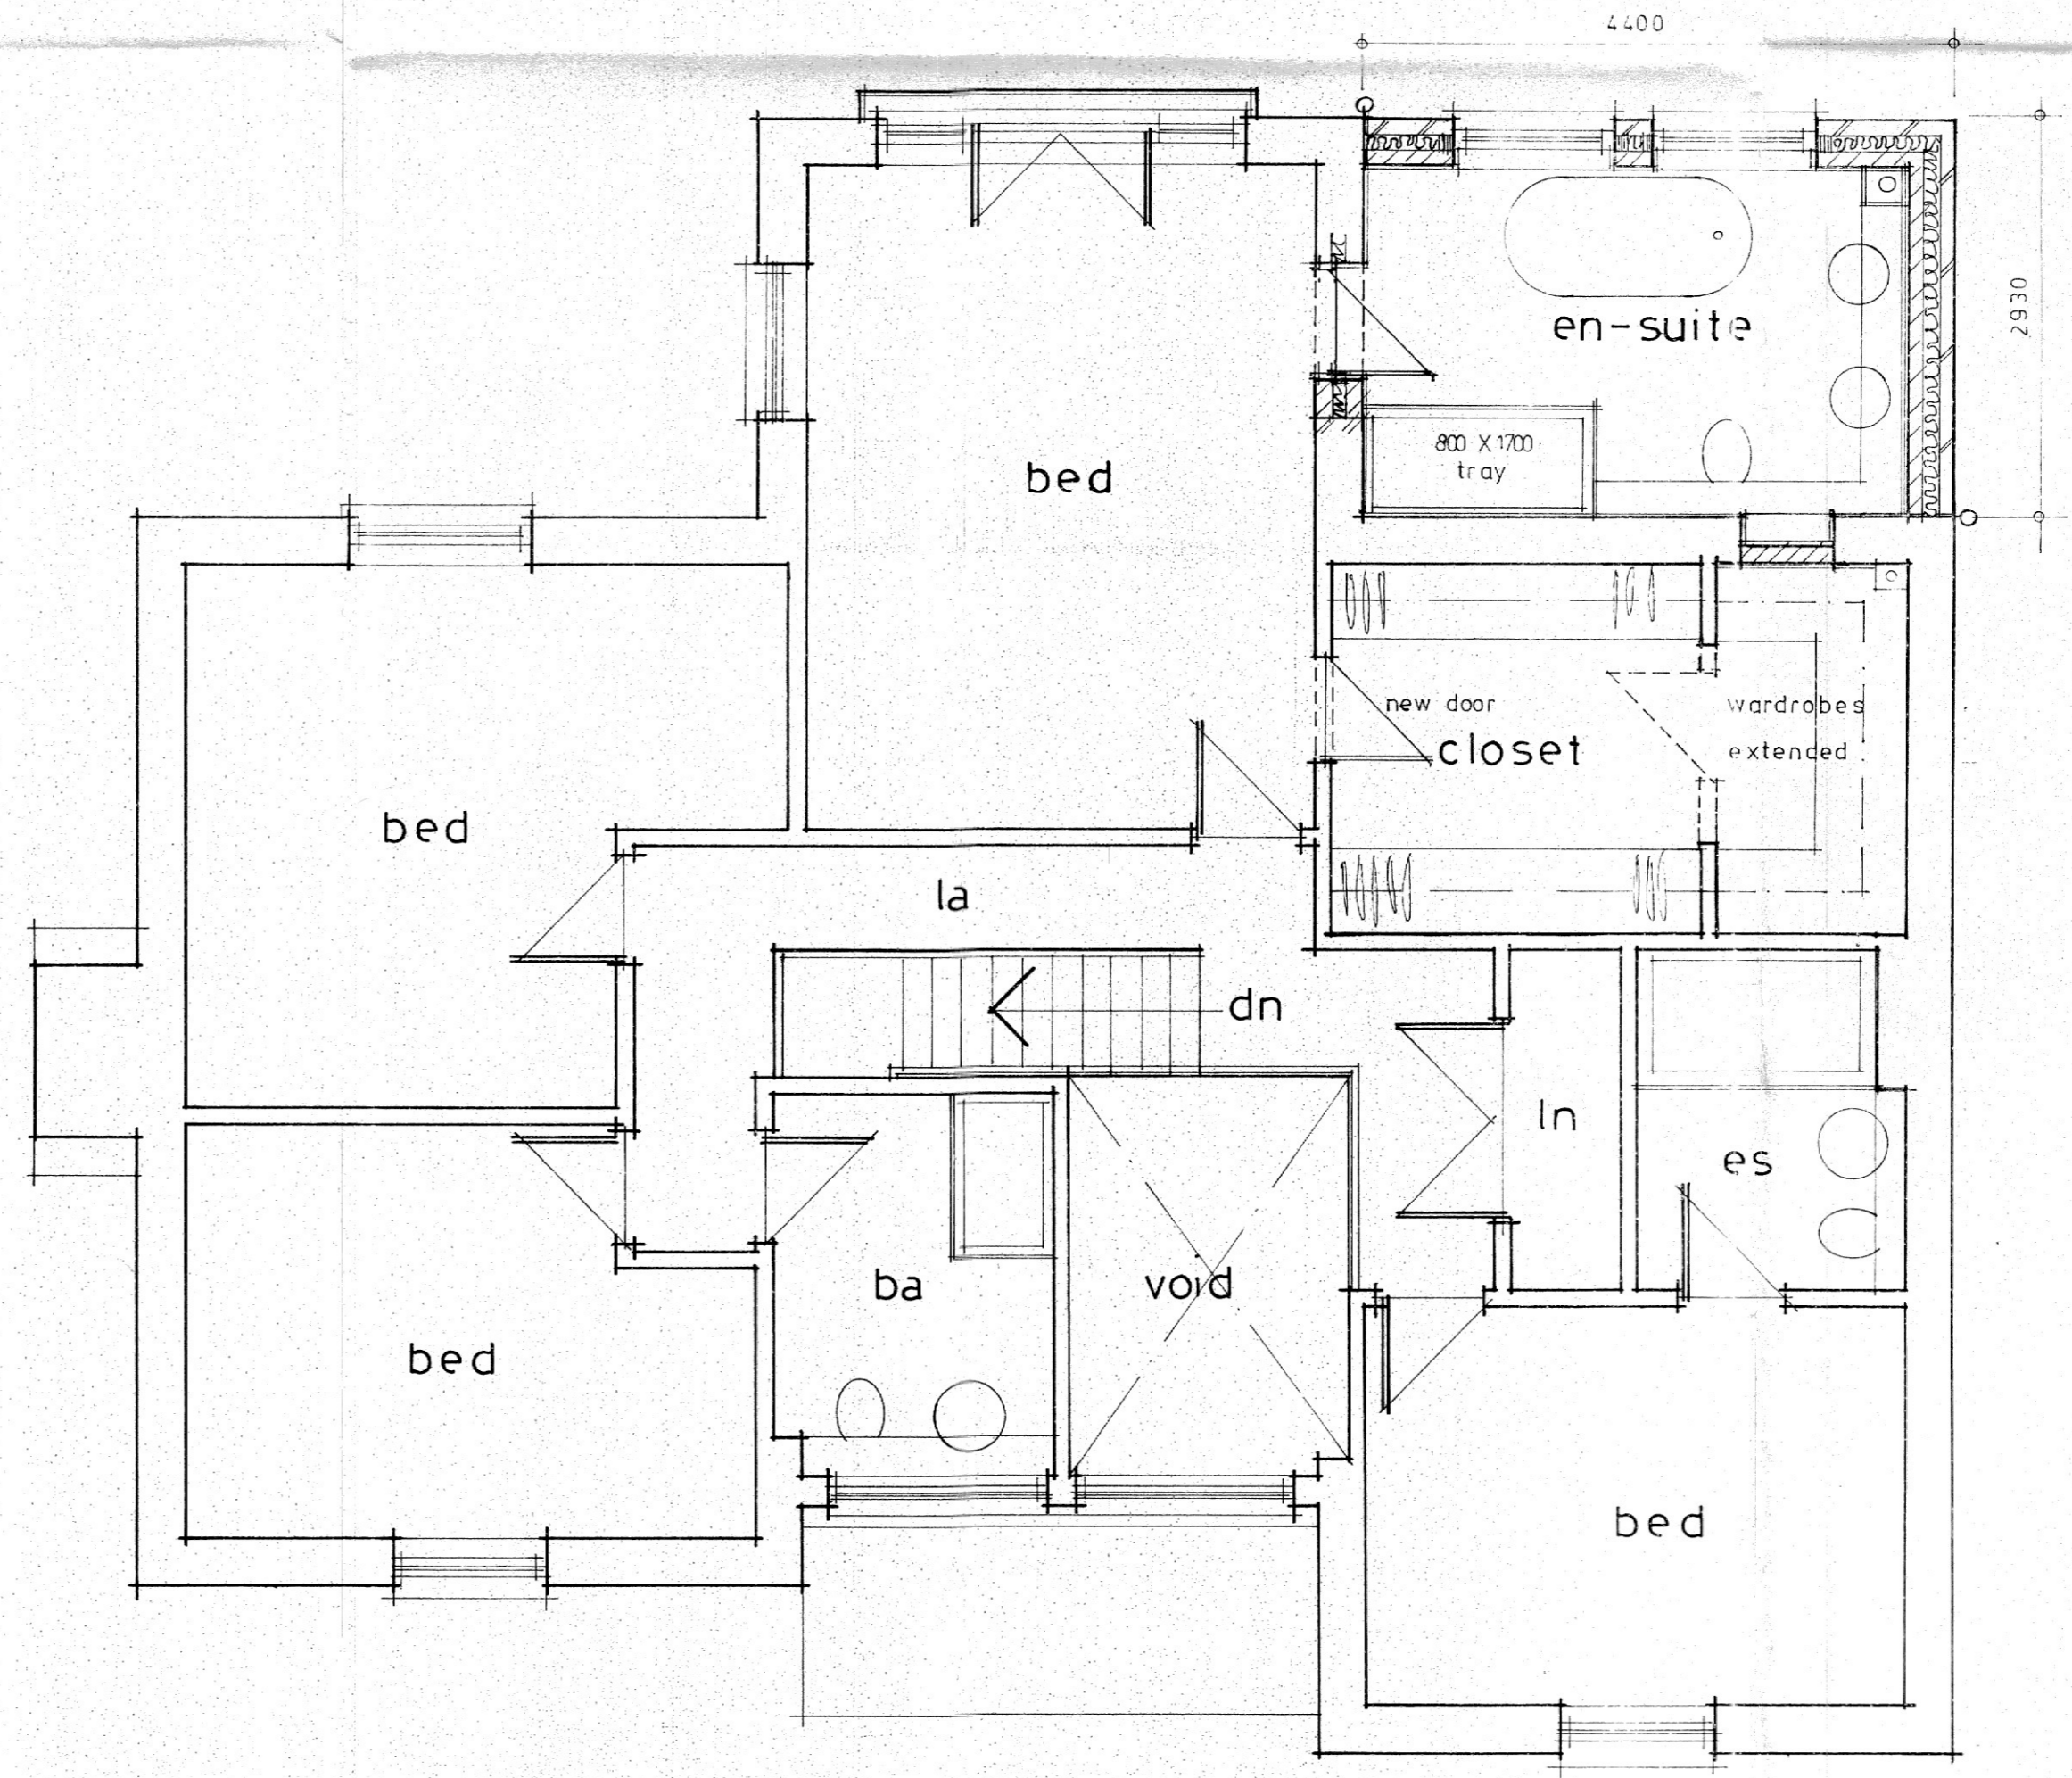 4400
2930
en-suite
800 X 1700
tray
bed
new door
closet
wardrobes
extended
bed
la
dn
ln
es
ba
void
bed
bed